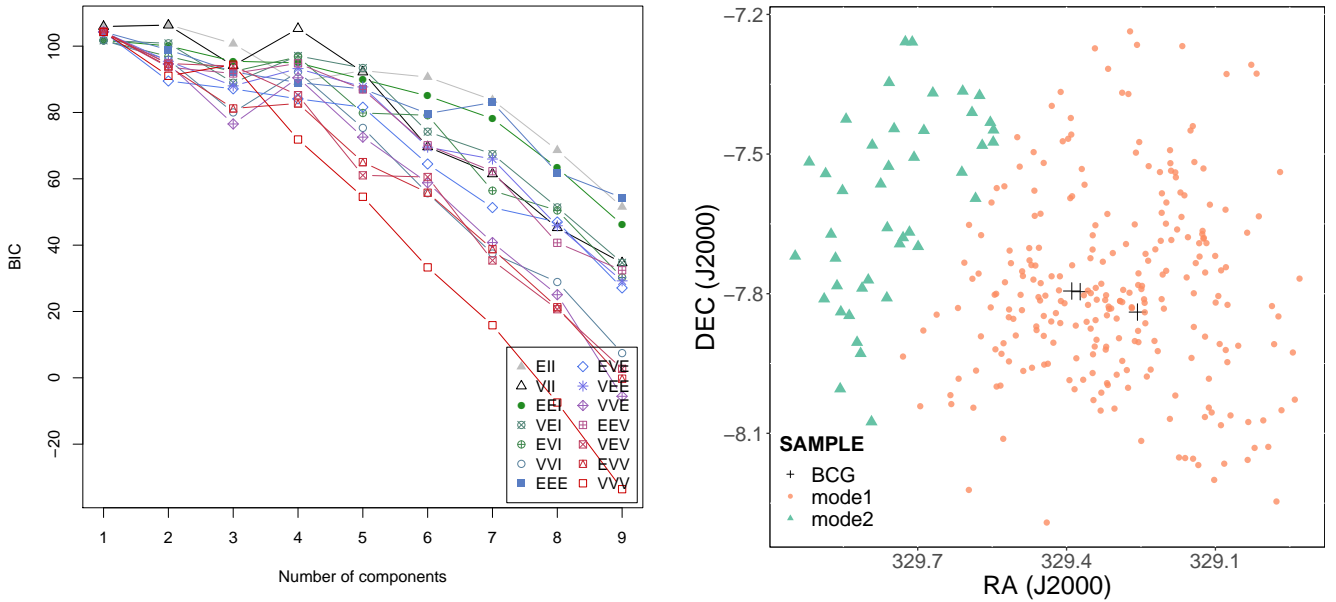 BIC
100
80
60
40
20
0
−20
1 2 3 4 5 6 7 8 9
Number of components
EII EVE
VII VEE
EEI VVE
VEI EEV
EVI VEV
VVI EVV
EEE VVV
DEC (J2000)
−7.2
−7.5
−7.8
−8.1
SAMPLE
BCG
mode1
mode2
329.7 329.4 329.1
RA (J2000)